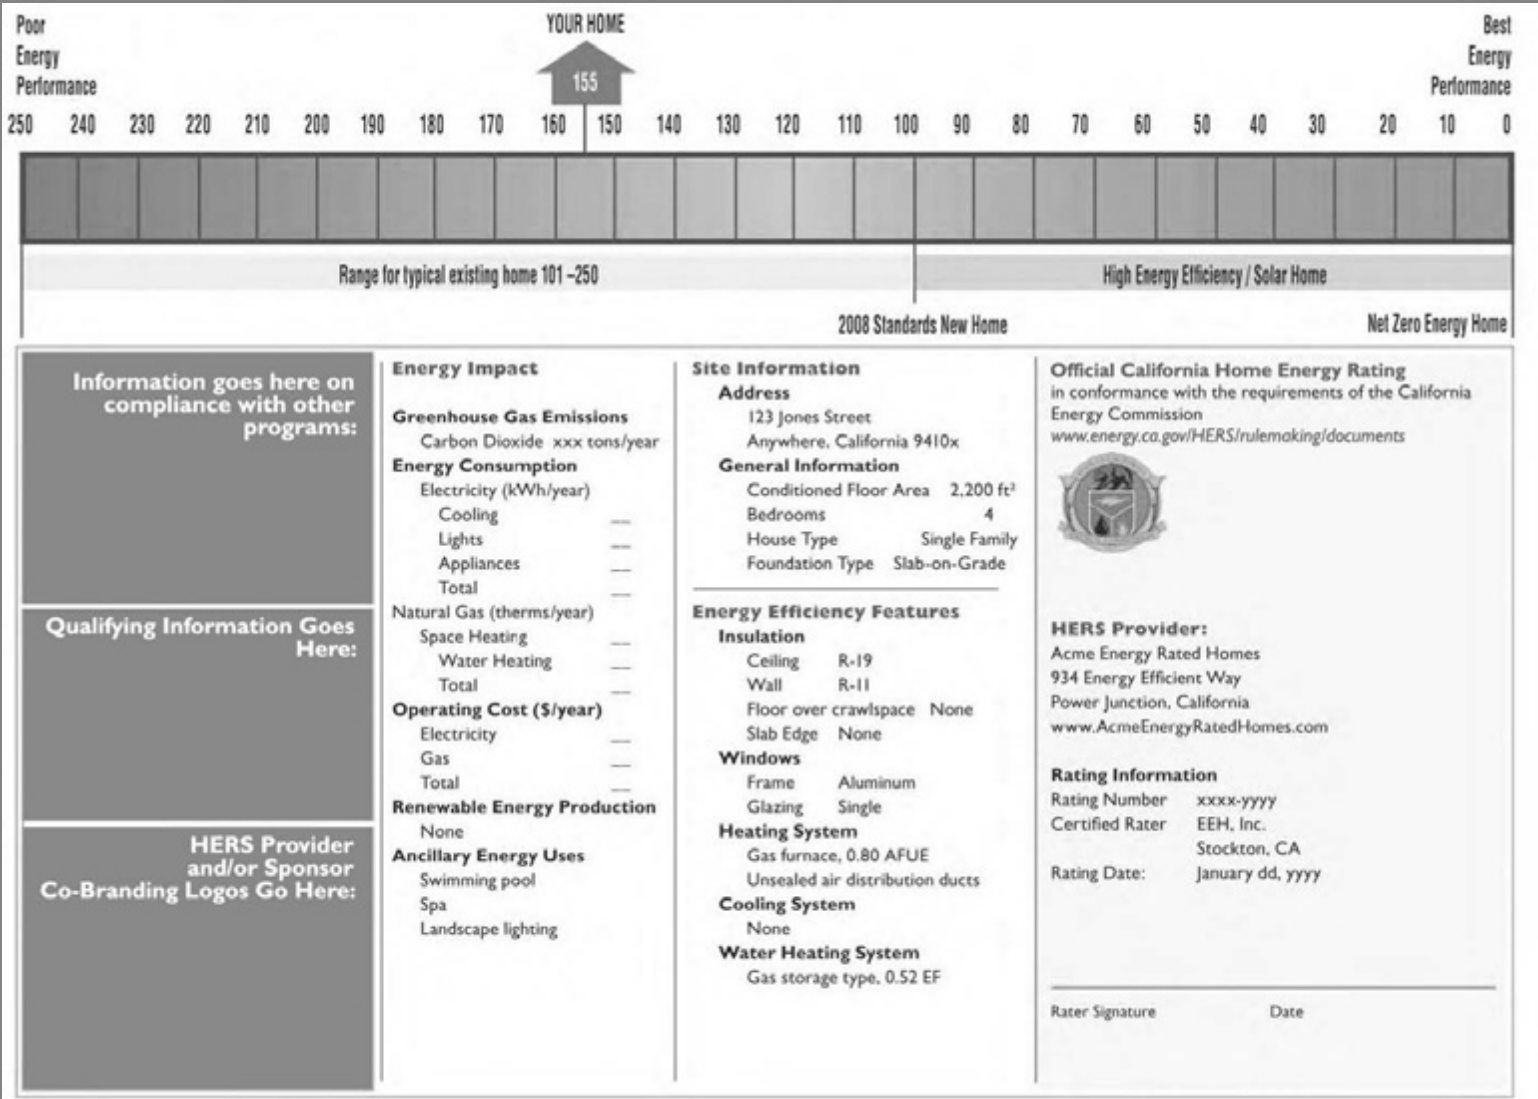 Poor
Energy
Performance
YOUR HOME
155
Best
Energy
Performance
250 240 230 220 210 200 190 180 170 160 150 140 130 120 110 100 90 80 70 60 50 40 30 20 10 0
Range for typical existing home 101 –250
High Energy Efficiency / Solar Home
2008 Standards New Home
Net Zero Energy Home
Information goes here on
compliance with other
programs:
Qualifying Information Goes
Here:
HERS Provider
and/or Sponsor
Co-Branding Logos Go Here:
Energy Impact
Greenhouse Gas Emissions
Carbon Dioxide xxx tons/year
Energy Consumption
Electricity (kWh/year)
Cooling __
Lights __
Appliances __
Total __
Natural Gas (therms/year)
Space Heating __
Water Heating __
Total __
Operating Cost ($/year)
Electricity __
Gas __
Total __
Renewable Energy Production
None
Ancillary Energy Uses
Swimming pool
Spa
Landscape lighting
Site Information
Address
123 Jones Street
Anywhere, California 9410x
General Information
Conditioned Floor Area 2,200 ft²
Bedrooms 4
House Type Single Family
Foundation Type Slab-on-Grade
Energy Efficiency Features
Insulation
Ceiling R-19
Wall R-11
Floor over crawlspace None
Slab Edge None
Windows
Frame Aluminum
Glazing Single
Heating System
Gas furnace, 0.80 AFUE
Unsealed air distribution ducts
Cooling System
None
Water Heating System
Gas storage type, 0.52 EF
Official California Home Energy Rating
in conformance with the requirements of the California
Energy Commission
www.energy.ca.gov/HERS/rulemaking/documents
HERS Provider:
Acme Energy Rated Homes
934 Energy Efficient Way
Power Junction, California
www.AcmeEnergyRatedHomes.com
Rating Information
Rating Number xxxx-yyyy
Certified Rater EEH, Inc.
Stockton, CA
Rating Date: January dd, yyyy
Rater Signature Date